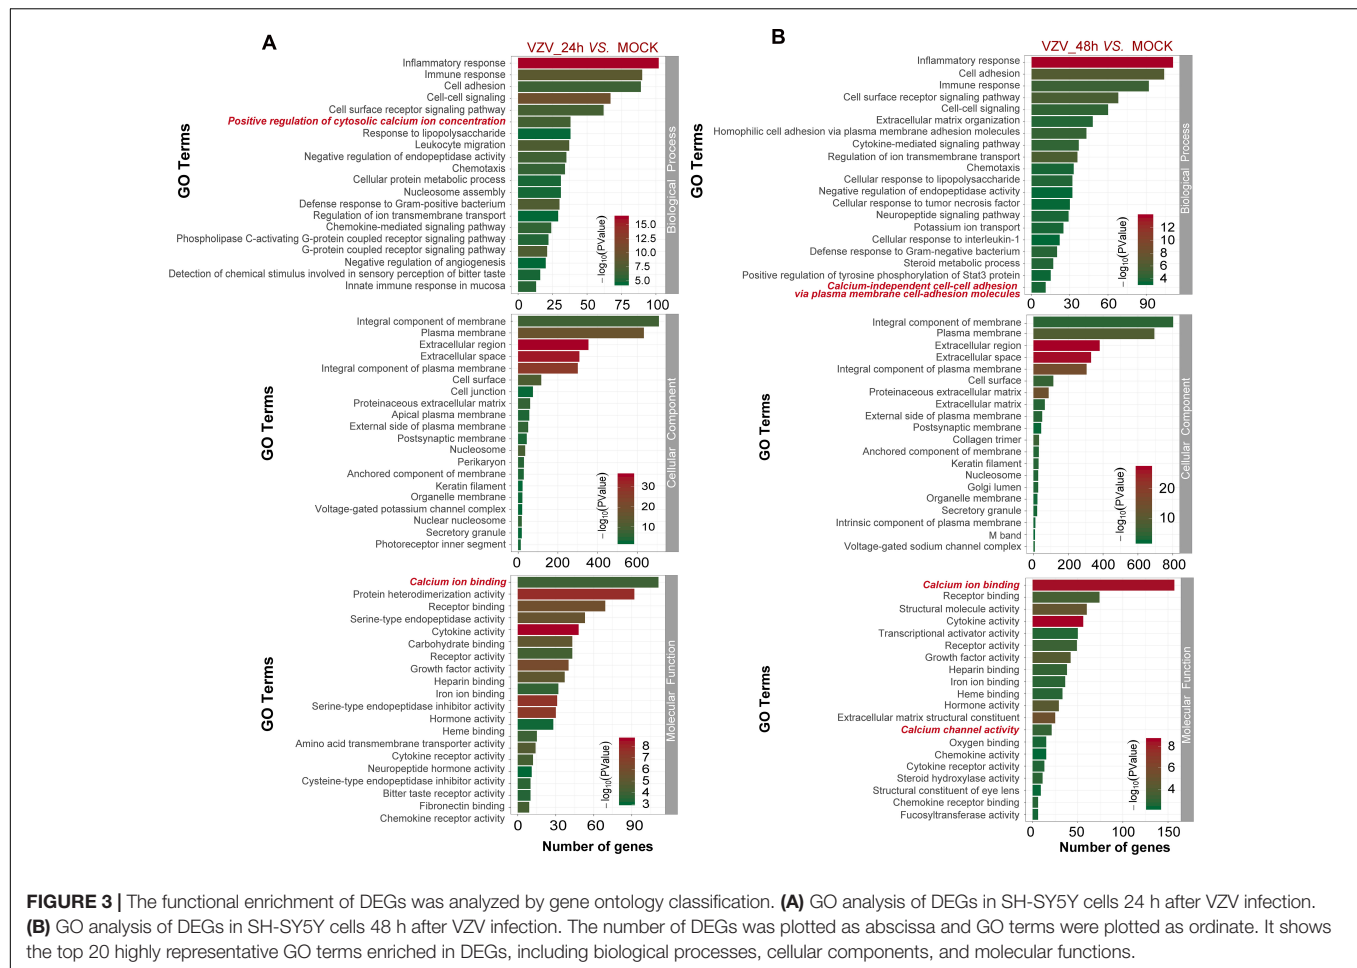 A
VZV_24h VS. MOCK
GO Terms
Inflammatory response
Immune response
Cell adhesion
Cell-cell signaling
Cell surface receptor signaling pathway
Positive regulation of cytosolic calcium ion concentration
Response to lipopolysaccharide
Leukocyte migration
Negative regulation of endopeptidase activity
Chemotaxis
Cellular protein metabolic process
Nucleosome assembly
Defense response to Gram-positive bacterium
Regulation of ion transmembrane transport
Chemokine-mediated signaling pathway
Phospholipase C-activating G-protein coupled receptor signaling pathway
G-protein coupled receptor signaling pathway
Negative regulation of angiogenesis
Detection of chemical stimulus involved in sensory perception of bitter taste
Innate immune response in mucosa
−log10(PValue)
15.0
12.5
10.0
7.5
5.0
Biological Process
0 25 50 75 100
GO Terms
Integral component of membrane
Plasma membrane
Extracellular region
Extracellular space
Integral component of plasma membrane
Cell surface
Cell junction
Proteinaceous extracellular matrix
Apical plasma membrane
External side of plasma membrane
Postsynaptic membrane
Nucleosome
Perikaryon
Anchored component of membrane
Keratin filament
Organelle membrane
Voltage-gated potassium channel complex
Nuclear nucleosome
Secretory granule
Photoreceptor inner segment
−log10(PValue)
30
20
10
Cellular Component
0 200 400 600
GO Terms
Calcium ion binding
Protein heterodimerization activity
Receptor binding
Serine-type endopeptidase activity
Cytokine activity
Carbohydrate binding
Receptor activity
Growth factor activity
Heparin binding
Iron ion binding
Serine-type endopeptidase inhibitor activity
Hormone activity
Heme binding
Amino acid transmembrane transporter activity
Cytokine receptor activity
Neuropeptide hormone activity
Cysteine-type endopeptidase inhibitor activity
Bitter taste receptor activity
Fibronectin binding
Chemokine receptor activity
−log10(PValue)
8
7
6
5
4
3
Molecular Function
0 30 60 90
Number of genes
B
VZV_48h VS. MOCK
GO Terms
Inflammatory response
Cell adhesion
Immune response
Cell surface receptor signaling pathway
Cell-cell signaling
Extracellular matrix organization
Homophilic cell adhesion via plasma membrane adhesion molecules
Cytokine-mediated signaling pathway
Regulation of ion transmembrane transport
Chemotaxis
Cellular response to lipopolysaccharide
Negative regulation of endopeptidase activity
Cellular response to tumor necrosis factor
Neuropeptide signaling pathway
Potassium ion transport
Cellular response to interleukin-1
Defense response to Gram-negative bacterium
Steroid metabolic process
Positive regulation of tyrosine phosphorylation of Stat3 protein
Calcium-independent cell-cell adhesion
via plasma membrane cell-adhesion molecules
−log10(PValue)
12
10
8
6
4
Biological Process
0 30 60 90
GO Terms
Integral component of membrane
Plasma membrane
Extracellular region
Extracellular space
Integral component of plasma membrane
Cell surface
Proteinaceous extracellular matrix
Extracellular matrix
External side of plasma membrane
Postsynaptic membrane
Collagen trimer
Anchored component of membrane
Keratin filament
Nucleosome
Golgi lumen
Organelle membrane
Secretory granule
Intrinsic component of plasma membrane
M band
Voltage-gated sodium channel complex
−log10(PValue)
20
10
Cellular Component
0 200 400 600 800
GO Terms
Calcium ion binding
Receptor binding
Structural molecule activity
Cytokine activity
Transcriptional activator activity
Receptor activity
Growth factor activity
Heparin binding
Iron ion binding
Heme binding
Hormone activity
Extracellular matrix structural constituent
Calcium channel activity
Oxygen binding
Chemokine activity
Cytokine receptor activity
Steroid hydroxylase activity
Structural constituent of eye lens
Chemokine receptor binding
Fucosyltransferase activity
−log10(PValue)
8
6
4
Molecular Function
0 50 100 150
Number of genes
FIGURE 3 | The functional enrichment of DEGs was analyzed by gene ontology classification. (A) GO analysis of DEGs in SH-SY5Y cells 24 h after VZV infection.
(B) GO analysis of DEGs in SH-SY5Y cells 48 h after VZV infection. The number of DEGs was plotted as abscissa and GO terms were plotted as ordinate. It shows
the top 20 highly representative GO terms enriched in DEGs, including biological processes, cellular components, and molecular functions.